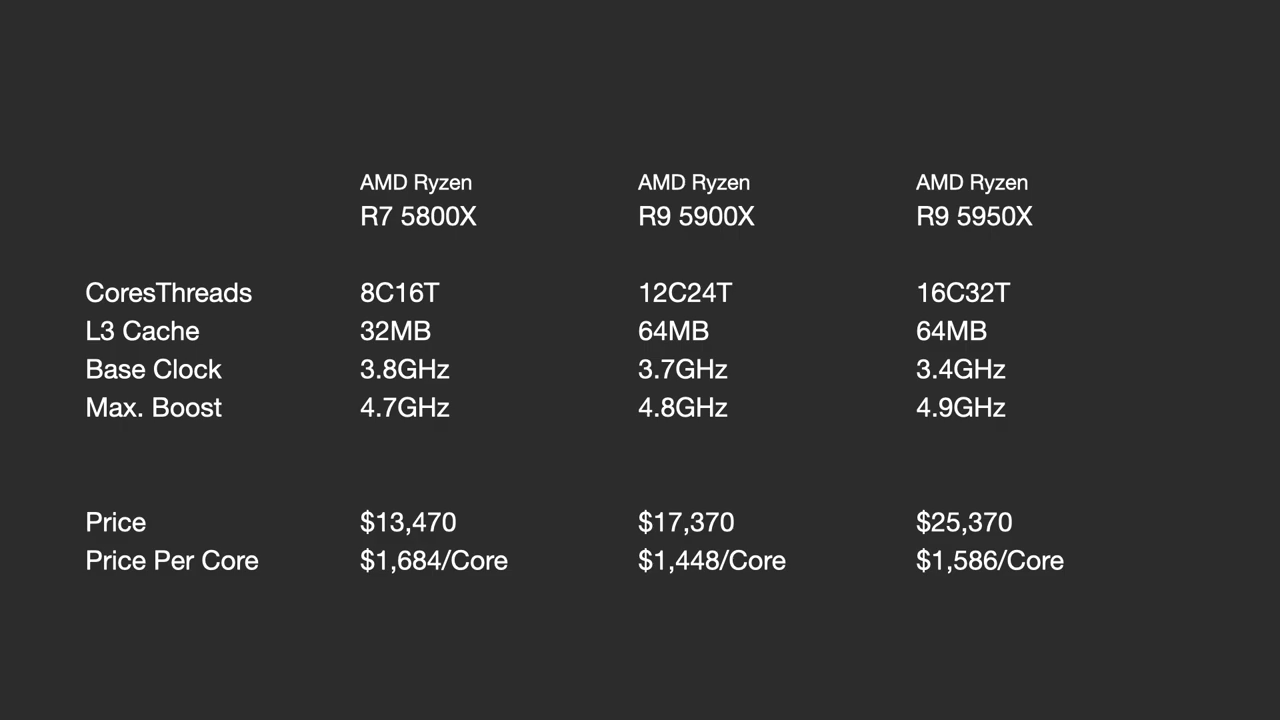 AMD Ryzen AMD Ryzen AMD Ryzen
R7 5800X R9 5900X R9 5950X
CoresThreads 8C16T 12C24T 16C32T
L3 Cache 32MB 64MB 64MB
Base Clock 3.8GHz 3.7GHz 3.4GHz
Max. Boost 4.7GHz 4.8GHz 4.9GHz
Price $13,470 $17,370 $25,370
Price Per Core $1,684/Core $1,448/Core $1,586/Core